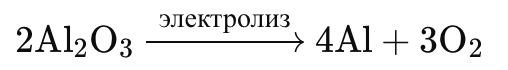 2Al₂O₃ электролиз → 4Al + 3O₂